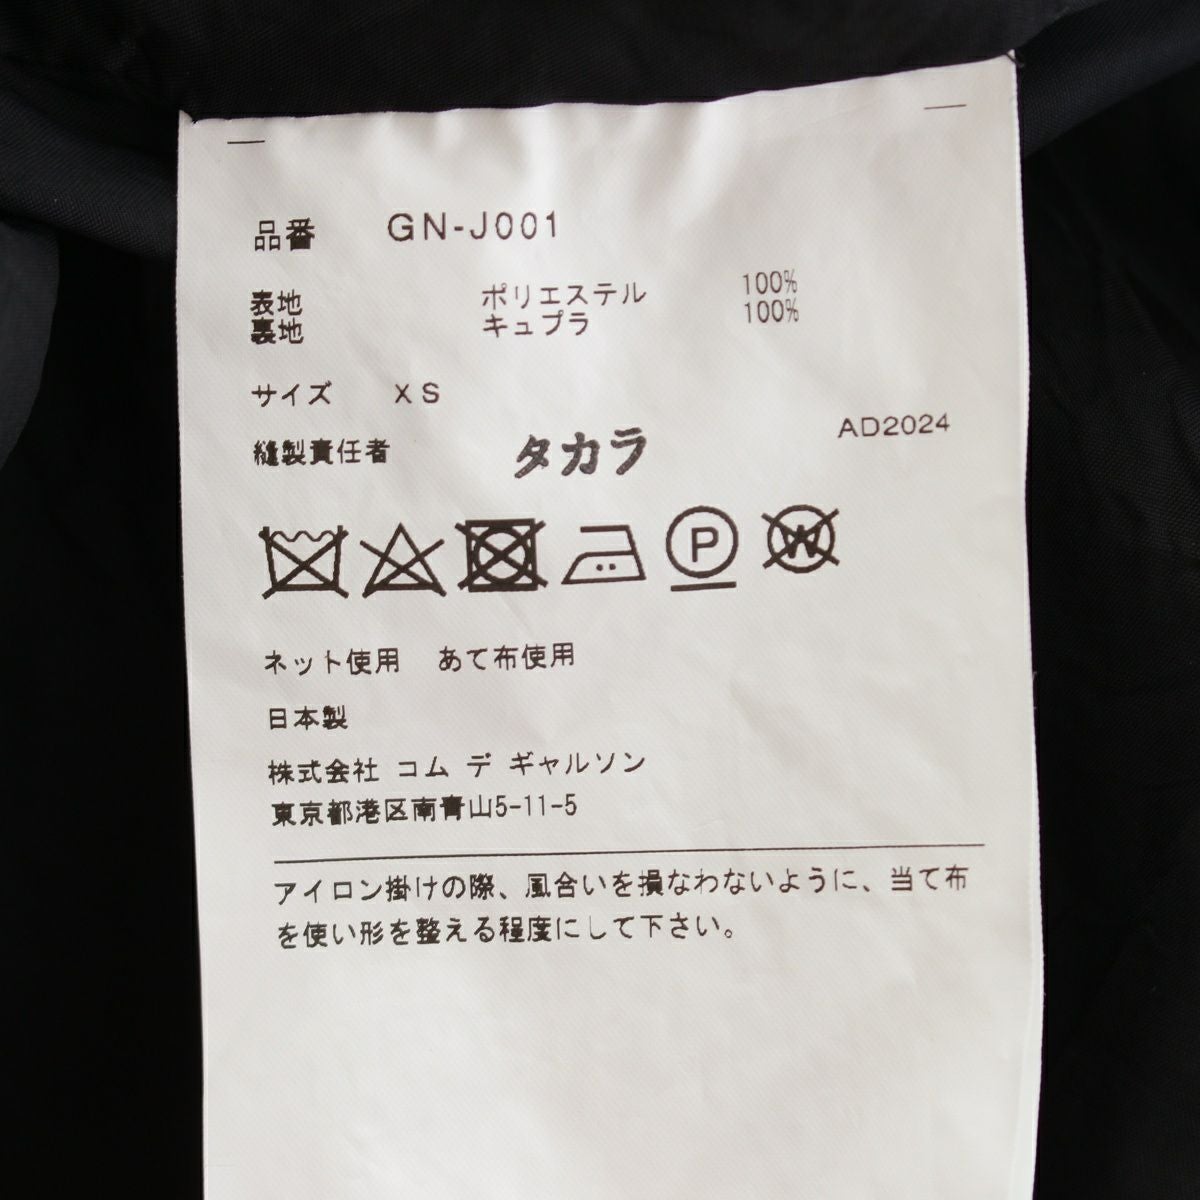 品番 GN-J001
表地 ポリエステル 100%
裏地 キュプラ 100%
サイズ XS
AD2024
縫製責任者 タカラ
P W
ネット使用 あて布使用
日本製
株式会社 コム デ ギャルソン
東京都港区南青山5-11-5
アイロン掛けの際、風合いを損なわないように、当て布
を使い形を整える程度にして下さい。